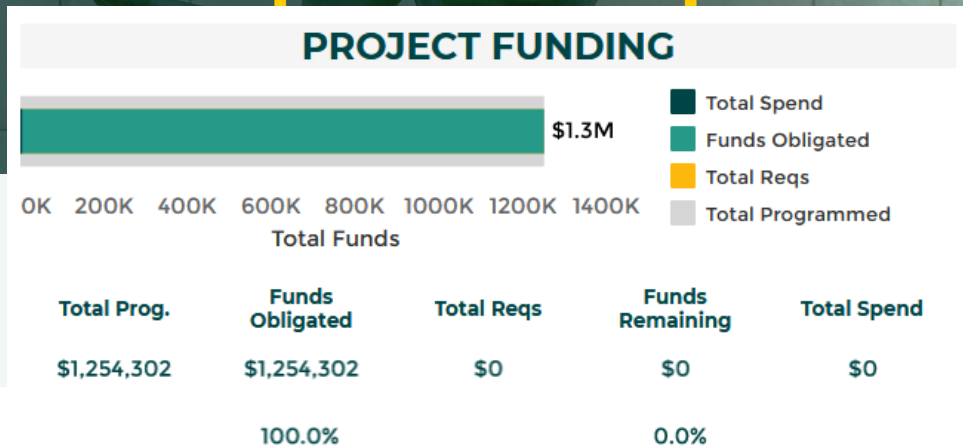 PROJECT FUNDING
$1.3M
Total Spend
Funds Obligated
Total Reqs
Total Programmed
0K 200K 400K 600K 800K 1000K 1200K 1400K
Total Funds
Total Prog. Funds Obligated Total Reqs Funds Remaining Total Spend
$1,254,302 $1,254,302 $0 $0 $0
100.0% 0.0%